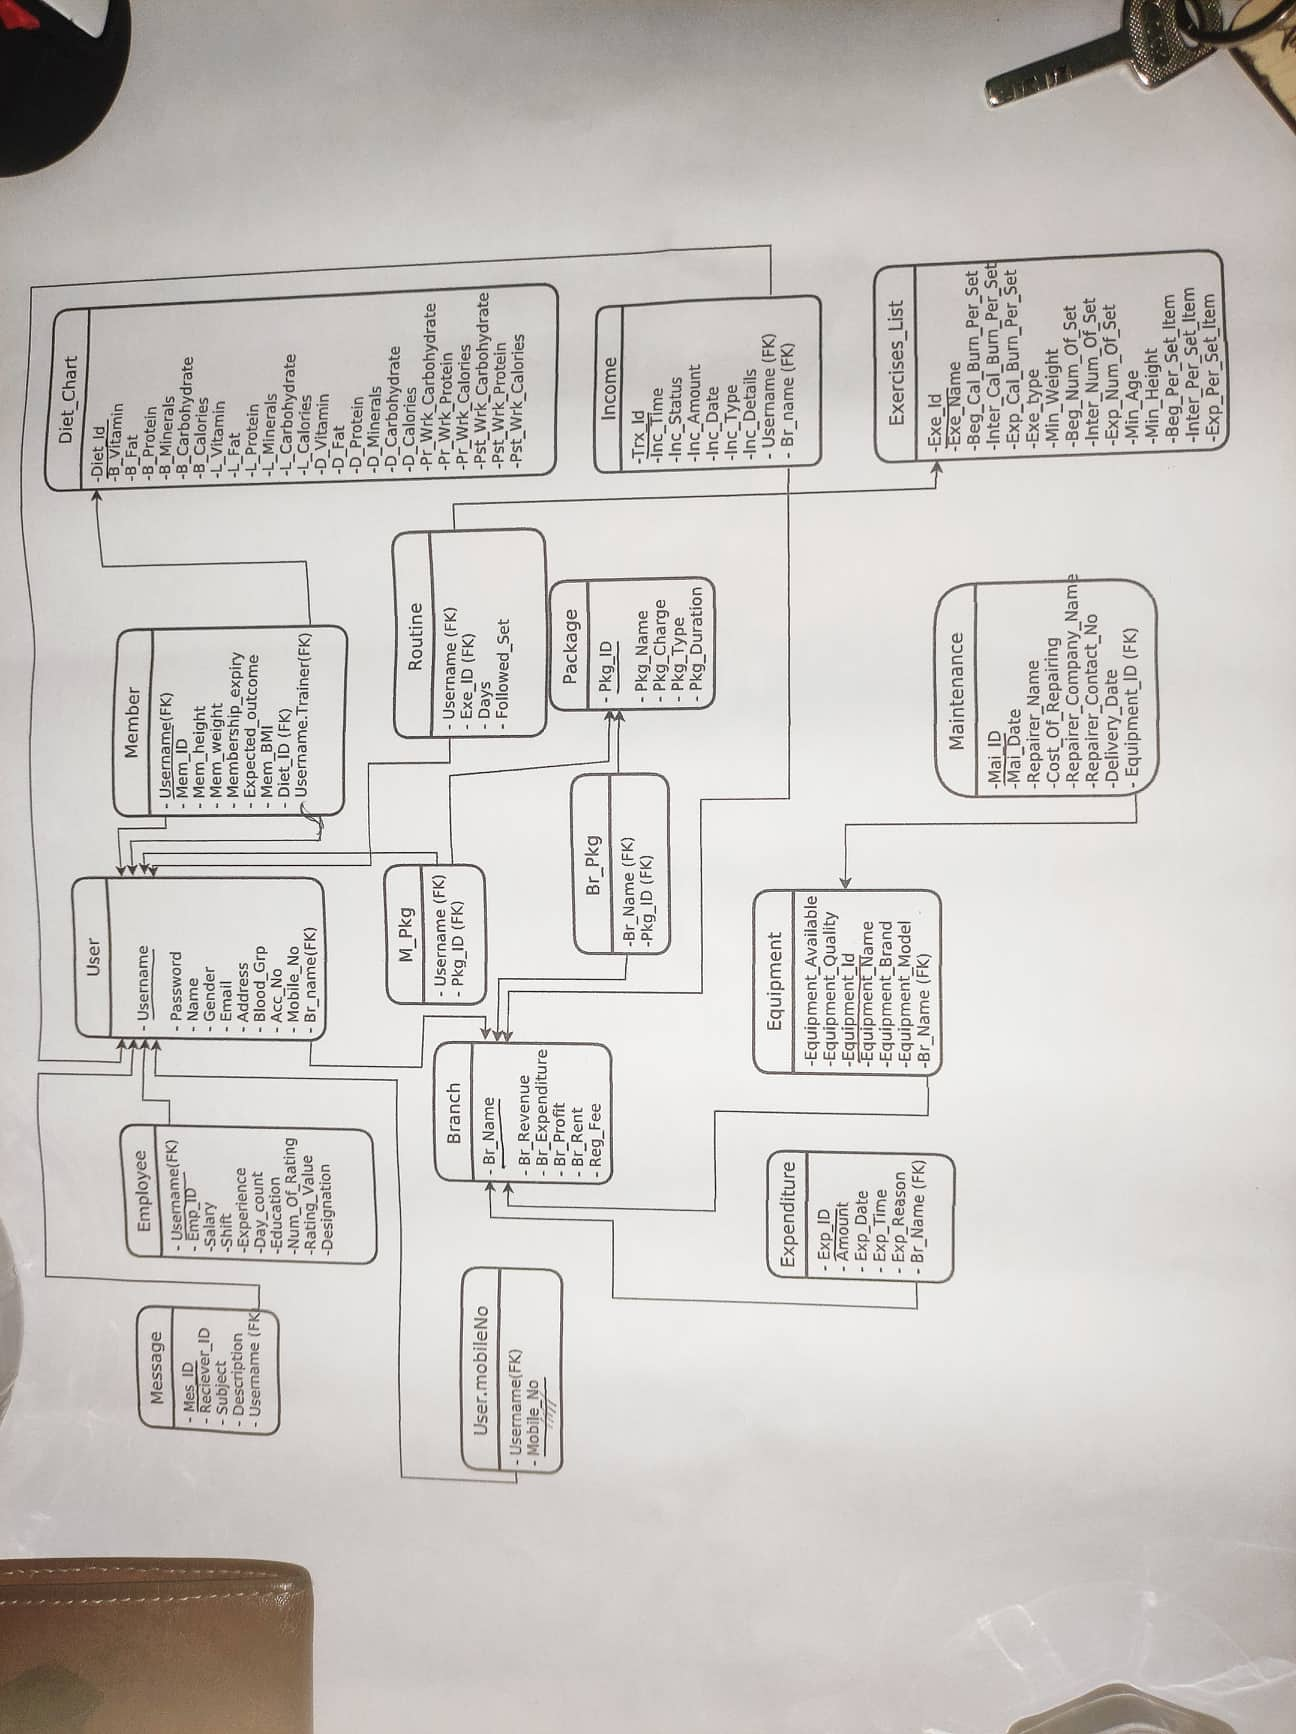 Message
- Mes_ID
- Reciever_ID
- Subject
- Description
- Username (FK)
Employee
- Username(FK)
- Emp_ID
-Salary
-Shift
-Experience
-Day_count
-Education
-Num_Of_Rating
-Rating_Value
-Designation
User
- Username
- Password
- Name
- Gender
- Email
- Address
- Blood_Grp
- Acc_No
- Mobile_No
- Br_name(FK)
Member
- Username(FK)
- Mem_ID
- Mem_height
- Mem_weight
- Membership_expiry
- Expected_outcome
- Mem_BMI
- Diet_ID (FK)
Username.Trainer(FK)
Diet_Chart
-Diet_Id
-B_Vitamin
-B_Fat
-B_Protein
-B_Minerals
-B_Carbohydrate
-B_Calories
-L_Vitamin
-L_Fat
-L_Protein
-L_Minerals
-L_Carbohydrate
-L_Calories
-D_Vitamin
-D_Fat
-D_Protein
-D_Minerals
-D_Carbohydrate
-D_Calories
-Pr_Wrk_Carbohydrate
-Pr_Wrk_Protein
-Pr_Wrk_Calories
-Pst_Wrk_Carbohydrate
-Pst_Wrk_Protein
-Pst_Wrk_Calories
User.mobileNo
- Username(FK)
- Mobile_No
Branch
- Br_Name
- Br_Revenue
- Br_Expenditure
- Br_Profit
- Br_Rent
- Reg_Fee
M_Pkg
- Username (FK)
- Pkg_ID (FK)
Routine
- Username (FK)
- Exe_ID (FK)
- Days
- Followed_Set
Br_Pkg
-Br_Name (FK)
-Pkg_ID (FK)
Package
- Pkg_ID
- Pkg_Name
- Pkg_Charge
- Pkg_Type
- Pkg_Duration
Income
-Trx_Id
-Inc_Time
-Inc_Status
-Inc_Amount
-Inc_Date
-Inc_Type
-Inc_Details
- Username (FK)
- Br_name (FK)
Expenditure
- Exp_ID
- Amount
- Exp_Date
- Exp_Time
- Exp_Reason
- Br_Name (FK)
Equipment
-Equipment_Available
-Equipment_Quality
-Equipment_Id
-Equipment_Name
-Equipment_Brand
-Equipment_Model
-Br_Name (FK)
Maintenance
-Mai_ID
-Mai_Date
-Repairer_Name
-Cost_Of_Repairing
-Repairer_Company_Name
-Repairer_Contact_No
-Delivery_Date
- Equipment_ID (FK)
Exercises_List
-Exe_Id
-Exe_Name
-Beg_Cal_Burn_Per_Set
-Inter_Cal_Burn_Per_Set
-Exp_Cal_Burn_Per_Set
-Exe_type
-Min_Weight
-Beg_Num_Of_Set
-Inter_Num_Of_Set
-Exp_Num_Of_Set
-Min_Age
-Min_Height
-Beg_Per_Set_Item
-Inter_Per_Set_Item
-Exp_Per_Set_Item